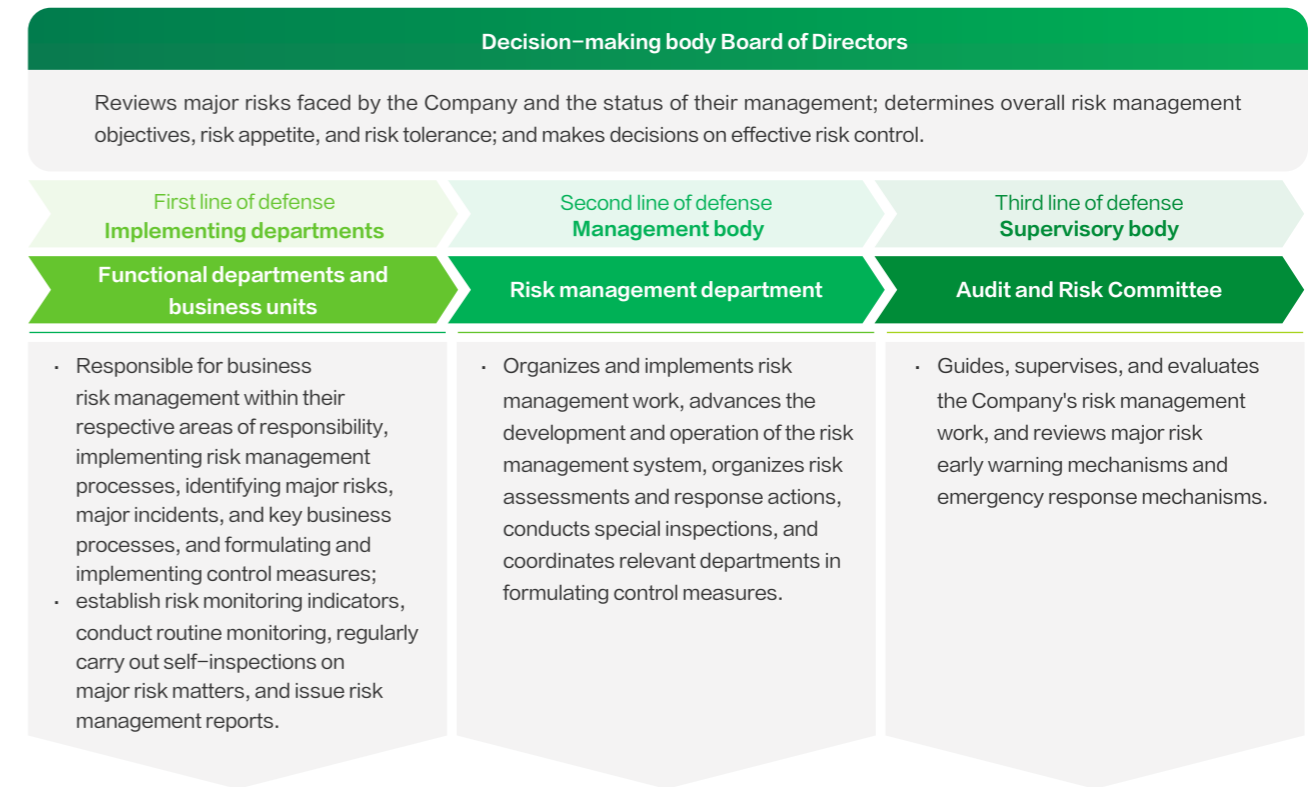 Decision-making body Board of Directors
Reviews major risks faced by the Company and the status of their management; determines overall risk management
objectives, risk appetite, and risk tolerance; and makes decisions on effective risk control.
First line of defense
Implementing departments
Functional departments and
business units
· Responsible for business
risk management within their
respective areas of responsibility,
implementing risk management
processes, identifying major risks,
major incidents, and key business
processes, and formulating and
implementing control measures;
· establish risk monitoring indicators,
conduct routine monitoring, regularly
carry out self-inspections on
major risk matters, and issue risk
management reports.
Second line of defense
Management body
Risk management department
· Organizes and implements risk
management work, advances the
development and operation of the risk
management system, organizes risk
assessments and response actions,
conducts special inspections, and
coordinates relevant departments in
formulating control measures.
Third line of defense
Supervisory body
Audit and Risk Committee
· Guides, supervises, and evaluates
the Company's risk management
work, and reviews major risk
early warning mechanisms and
emergency response mechanisms.